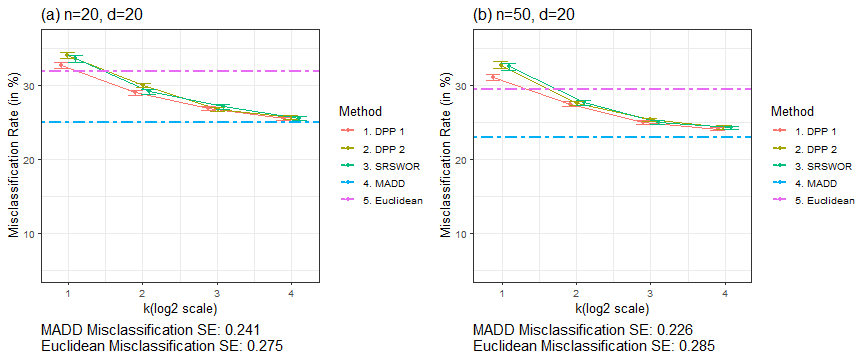 (a) n=20, d=20
Misclassification Rate (in %)
30
20
10
1 2 3 4
k(log2 scale)
Method
1. DPP 1
2. DPP 2
3. SRSWOR
4. MADD
5. Euclidean
MADD Misclassification SE: 0.241
Euclidean Misclassification SE: 0.275
(b) n=50, d=20
Misclassification Rate (in %)
30
20
10
1 2 3 4
k(log2 scale)
Method
1. DPP 1
2. DPP 2
3. SRSWOR
4. MADD
5. Euclidean
MADD Misclassification SE: 0.226
Euclidean Misclassification SE: 0.285